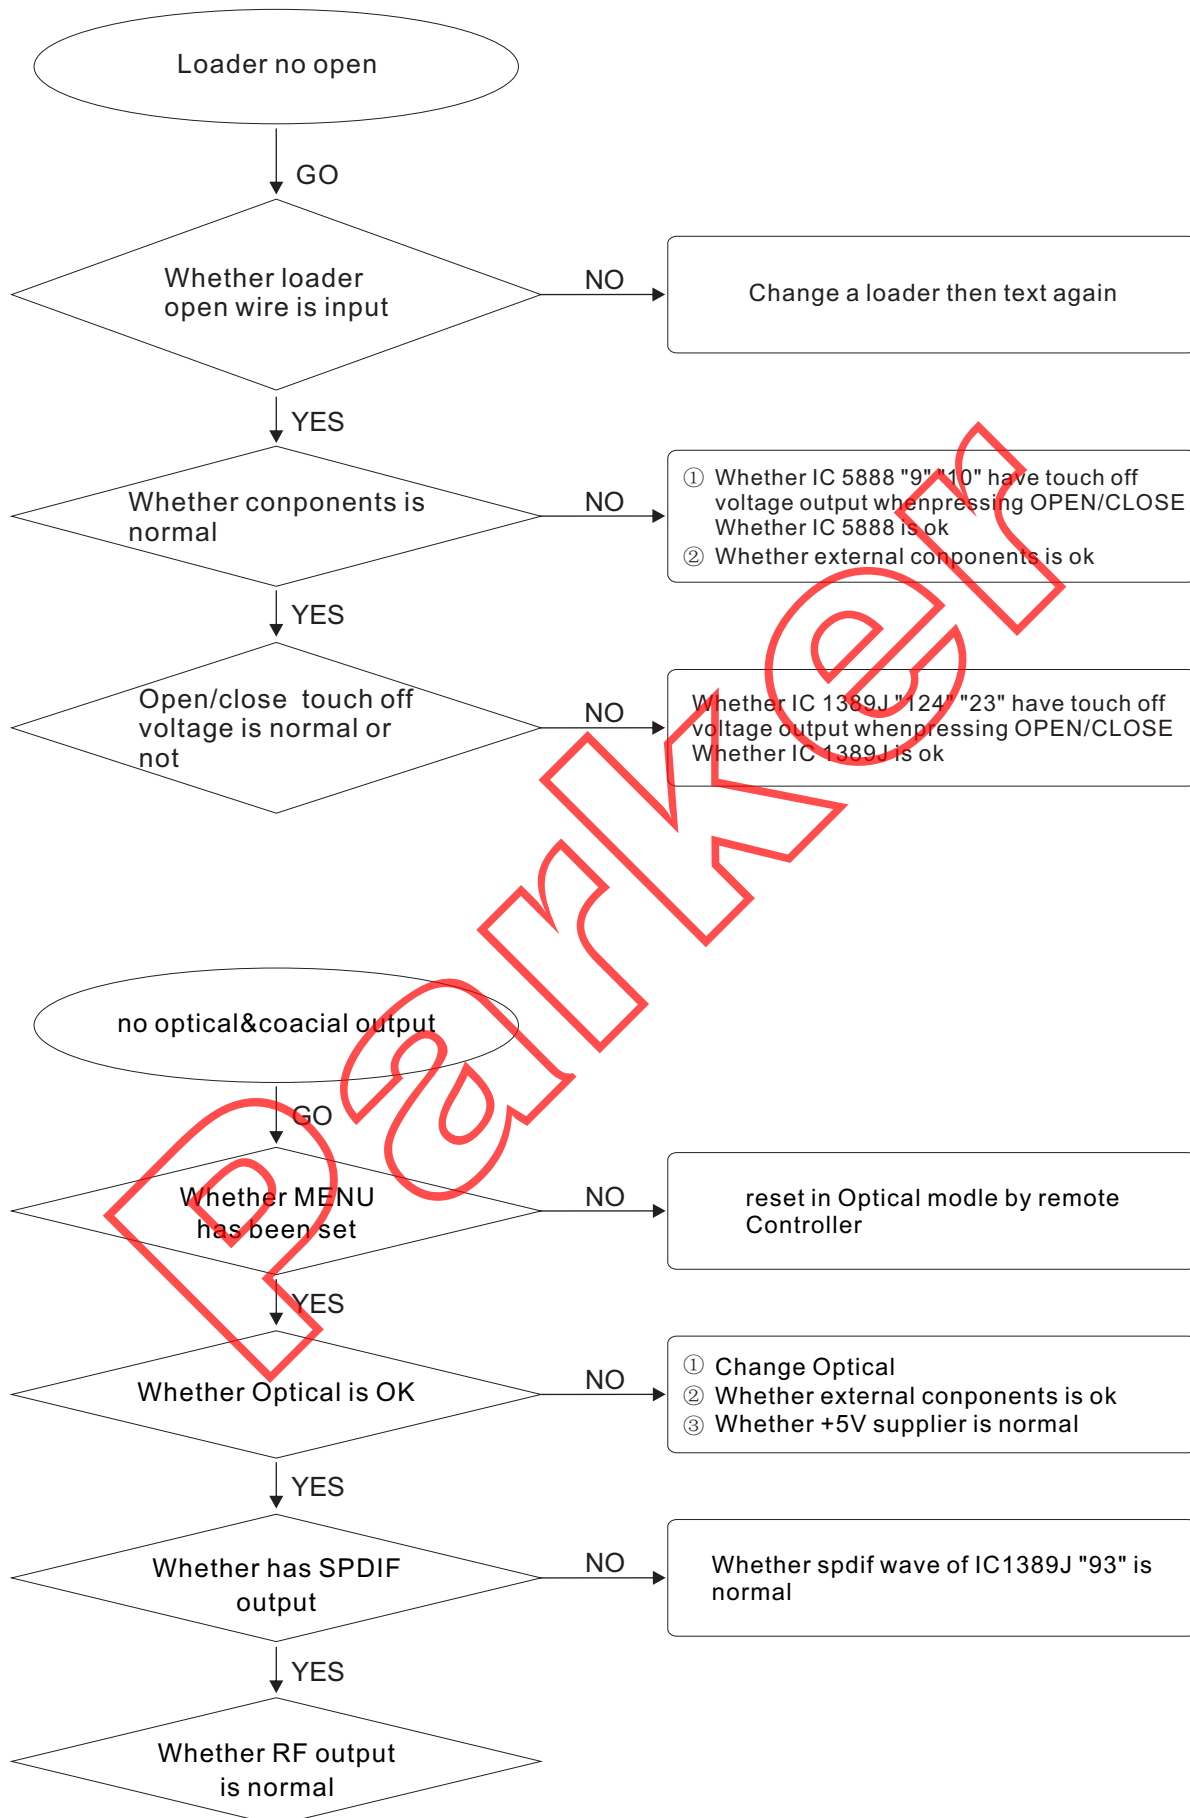 Loader no open
GO
Whether loader
open wire is input
NO
Change a loader then text again
YES
Whether conponents is
normal
NO
① Whether IC 5888 "9" "10" have touch off
voltage output whenpressing OPEN/CLOSE
Whether IC 5888 is ok
② Whether external conponents is ok
YES
Open/close touch off
voltage is normal or
not
NO
Whether IC 1389J "124" "23" have touch off
voltage output whenpressing OPEN/CLOSE
Whether IC 1389J is ok
no optical&coacial output
GO
Whether MENU
has been set
NO
reset in Optical modle by remote
Controller
YES
Whether Optical is OK
NO
① Change Optical
② Whether external conponents is ok
③ Whether +5V supplier is normal
YES
Whether has SPDIF
output
NO
Whether spdif wave of IC1389J "93" is
normal
YES
Whether RF output
is normal
Parker